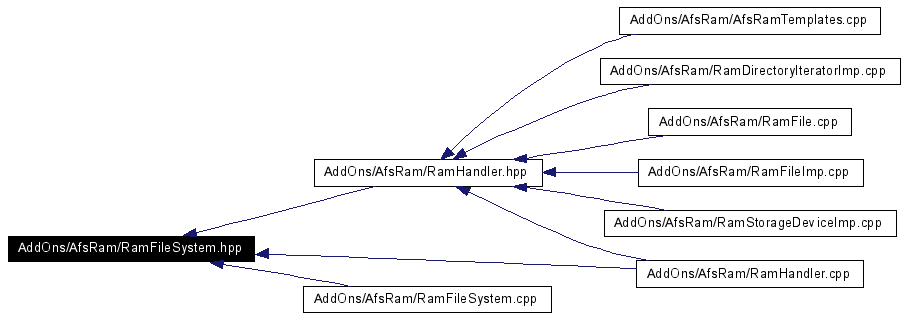 AddOns/AfsRam/AfsRamTemplates.cpp
AddOns/AfsRam/RamDirectoryIteratorImp.cpp
AddOns/AfsRam/RamFile.cpp
AddOns/AfsRam/RamHandler.hpp
AddOns/AfsRam/RamFileImp.cpp
AddOns/AfsRam/RamStorageDeviceImp.cpp
AddOns/AfsRam/RamFileSystem.hpp
AddOns/AfsRam/RamHandler.cpp
AddOns/AfsRam/RamFileSystem.cpp